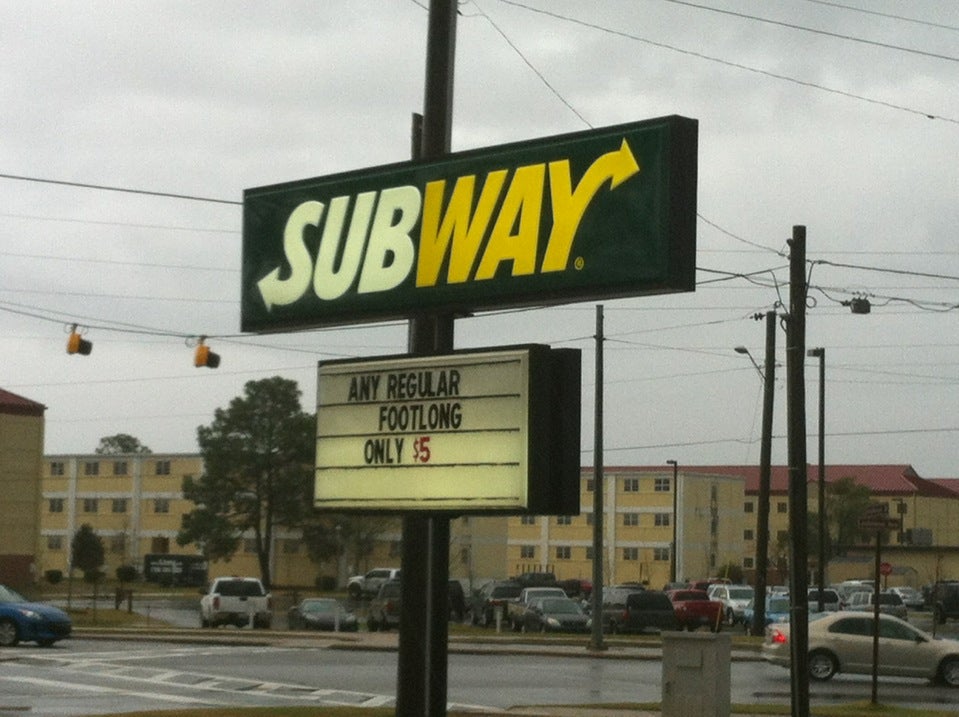 SUBWAY®
ANY REGULAR
FOOTLONG
ONLY $5